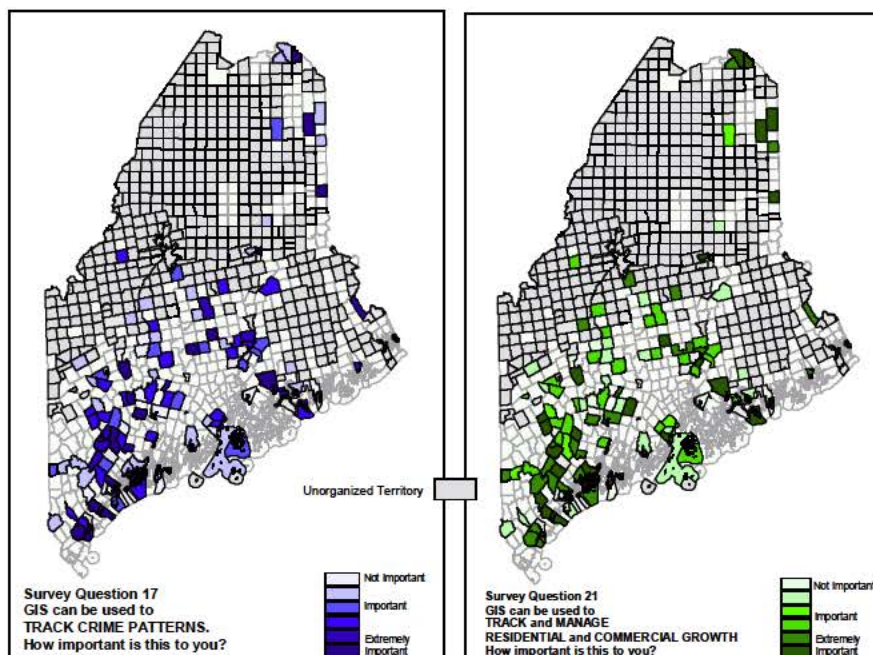 Unorganized Territory
Survey Question 17
GIS can be used to
TRACK CRIME PATTERNS.
How important is this to you?
Not Important
Important
Extremely
Important
Survey Question 21
GIS can be used to
TRACK and MANAGE
RESIDENTIAL and COMMERCIAL GROWTH
How important is this to you?
Not Important
Important
Extremely
Important